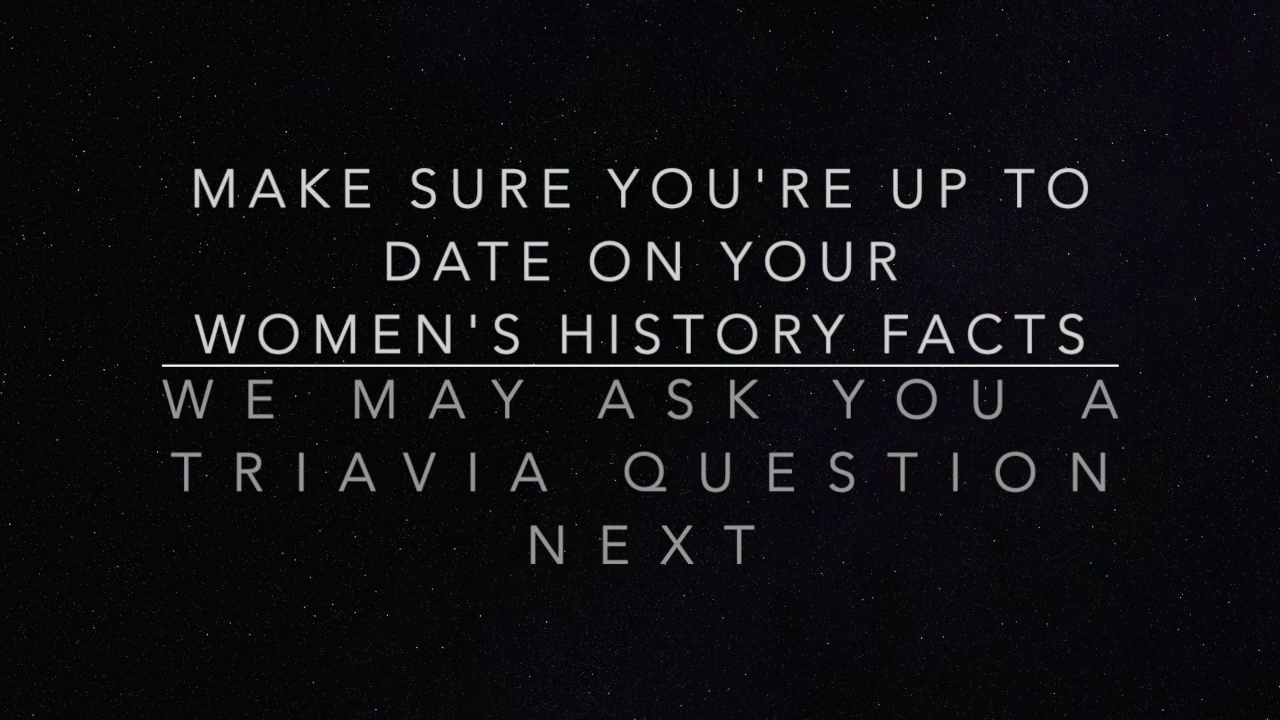 MAKE SURE YOU'RE UP TO
DATE ON YOUR
WOMEN'S HISTORY FACTS
WE MAY ASK YOU A
TRIAVIA QUESTION
NEXT